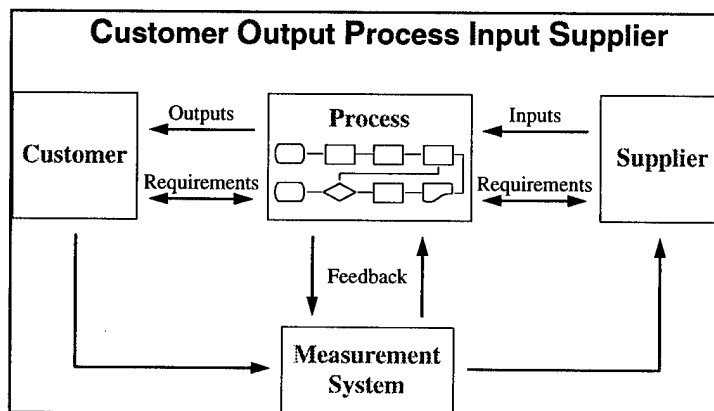 Customer Output Process Input Supplier
Outputs
Process
Inputs
Customer
Supplier
Requirements
Requirements
Feedback
Measurement
System